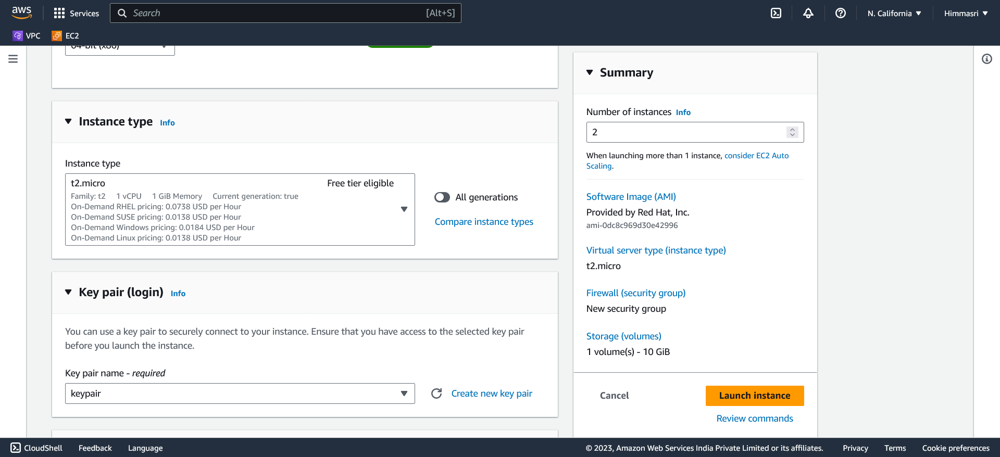 aws
Services
Search
[Alt+S]
N. California
Himmasri
VPC
EC2
64-bit (x86)
Instance type Info
Instance type
t2.micro
Free tier eligible
Family: t2 1 vCPU 1 GiB Memory Current generation: true
On-Demand RHEL pricing: 0.0738 USD per Hour
On-Demand SUSE pricing: 0.0138 USD per Hour
On-Demand Windows pricing: 0.0184 USD per Hour
On-Demand Linux pricing: 0.0138 USD per Hour
All generations
Compare instance types
Key pair (login) Info
You can use a key pair to securely connect to your instance. Ensure that you have access to the selected key pair
before you launch the instance.
Key pair name - required
keypair
Create new key pair
Summary
Number of instances Info
2
When launching more than 1 instance, consider EC2 Auto
Scaling.
Software Image (AMI)
Provided by Red Hat, Inc.
ami-0dc8c969d30e42996
Virtual server type (instance type)
t2.micro
Firewall (security group)
New security group
Storage (volumes)
1 volume(s) - 10 GiB
Cancel
Launch instance
Review commands
CloudShell
Feedback
Language
© 2023, Amazon Web Services India Private Limited or its affiliates.
Privacy
Terms
Cookie preferences